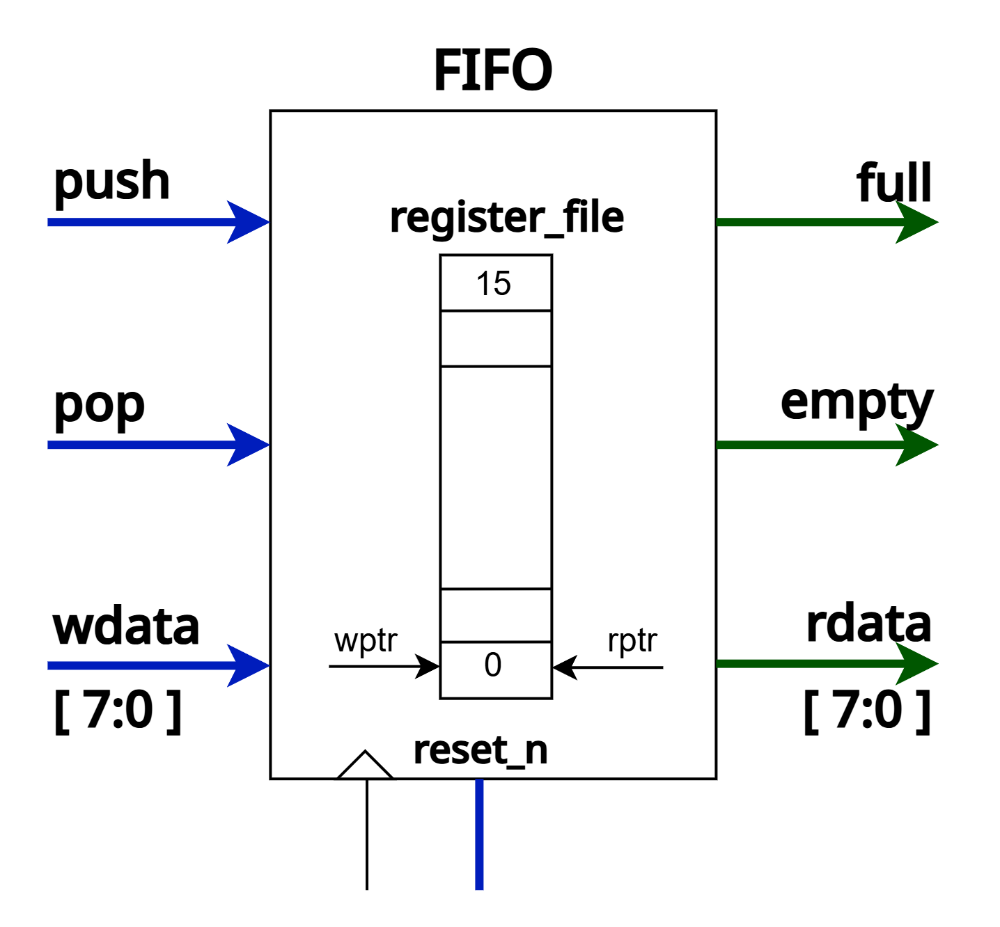 FIFO
push
full
register_file
15
pop
empty
wdata
rdata
wptr
rptr
0
[ 7:0 ]
[ 7:0 ]
reset_n